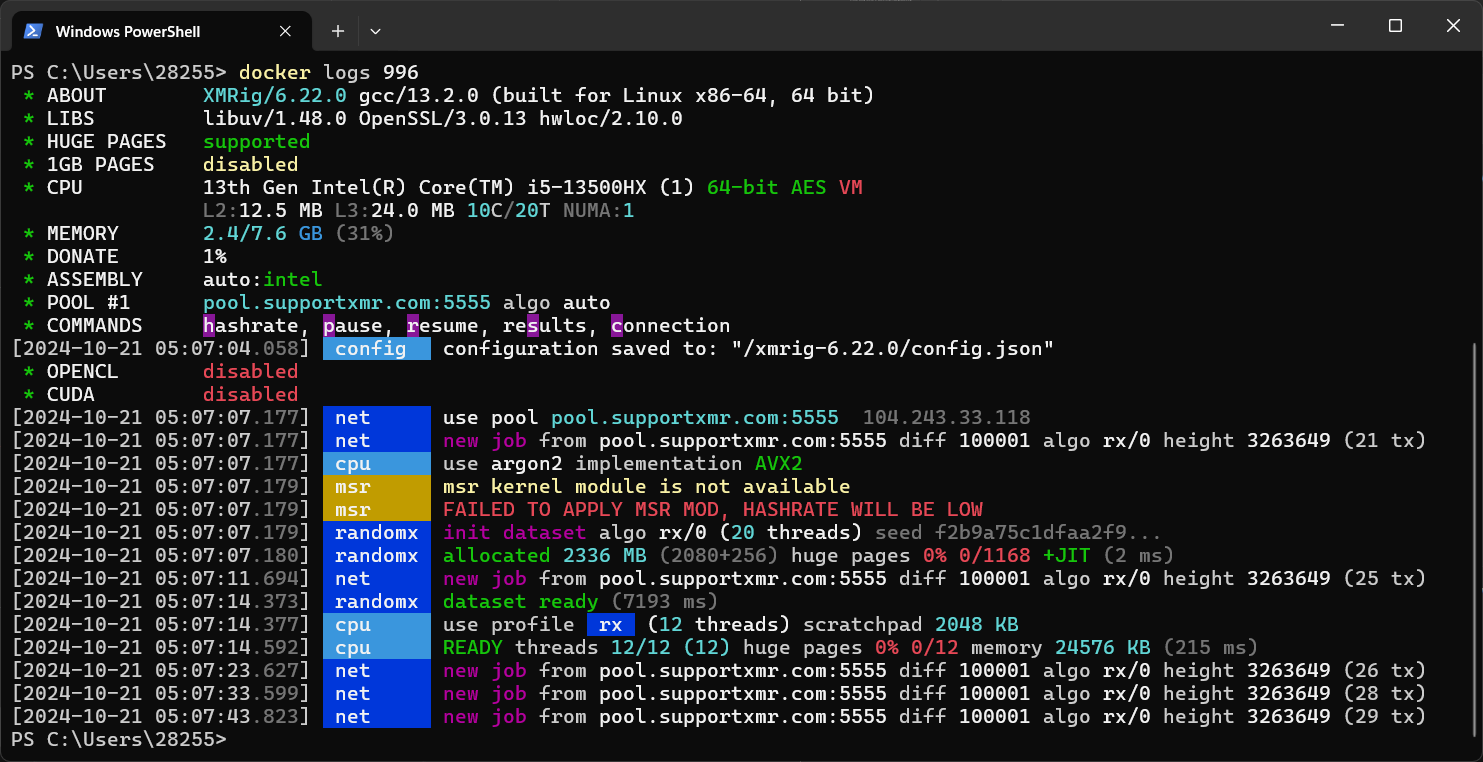 Windows PowerShell
PS C:\Users\28255> docker logs 996
* ABOUT XMRig/6.22.0 gcc/13.2.0 (built for Linux x86-64, 64 bit)
* LIBS libuv/1.48.0 OpenSSL/3.0.13 hwloc/2.10.0
* HUGE PAGES supported
* 1GB PAGES disabled
* CPU 13th Gen Intel(R) Core(TM) i5-13500HX (1) 64-bit AES VM
L2:12.5 MB L3:24.0 MB 10C/20T NUMA:1
* MEMORY 2.4/7.6 GB (31%)
* DONATE 1%
* ASSEMBLY auto:intel
* POOL #1 pool.supportxmr.com:5555 algo auto
* COMMANDS hashrate, pause, resume, results, connection
[2024-10-21 05:07:04.058] config configuration saved to: "/xmrig-6.22.0/config.json"
* OPENCL disabled
* CUDA disabled
[2024-10-21 05:07:07.177] net use pool pool.supportxmr.com:5555 104.243.33.118
[2024-10-21 05:07:07.177] net new job from pool.supportxmr.com:5555 diff 100001 algo rx/0 height 3263649 (21 tx)
[2024-10-21 05:07:07.177] cpu use argon2 implementation AVX2
[2024-10-21 05:07:07.179] msr msr kernel module is not available
[2024-10-21 05:07:07.179] msr FAILED TO APPLY MSR MOD, HASHRATE WILL BE LOW
[2024-10-21 05:07:07.179] randomx init dataset algo rx/0 (20 threads) seed f2b9a75c1dfaa2f9...
[2024-10-21 05:07:07.180] randomx allocated 2336 MB (2080+256) huge pages 0% 0/1168 +JIT (2 ms)
[2024-10-21 05:07:11.694] net new job from pool.supportxmr.com:5555 diff 100001 algo rx/0 height 3263649 (25 tx)
[2024-10-21 05:07:14.373] randomx dataset ready (7193 ms)
[2024-10-21 05:07:14.377] cpu use profile rx (12 threads) scratchpad 2048 KB
[2024-10-21 05:07:14.592] cpu READY threads 12/12 (12) huge pages 0% 0/12 memory 24576 KB (215 ms)
[2024-10-21 05:07:23.627] net new job from pool.supportxmr.com:5555 diff 100001 algo rx/0 height 3263649 (26 tx)
[2024-10-21 05:07:33.599] net new job from pool.supportxmr.com:5555 diff 100001 algo rx/0 height 3263649 (28 tx)
[2024-10-21 05:07:43.823] net new job from pool.supportxmr.com:5555 diff 100001 algo rx/0 height 3263649 (29 tx)
PS C:\Users\28255>